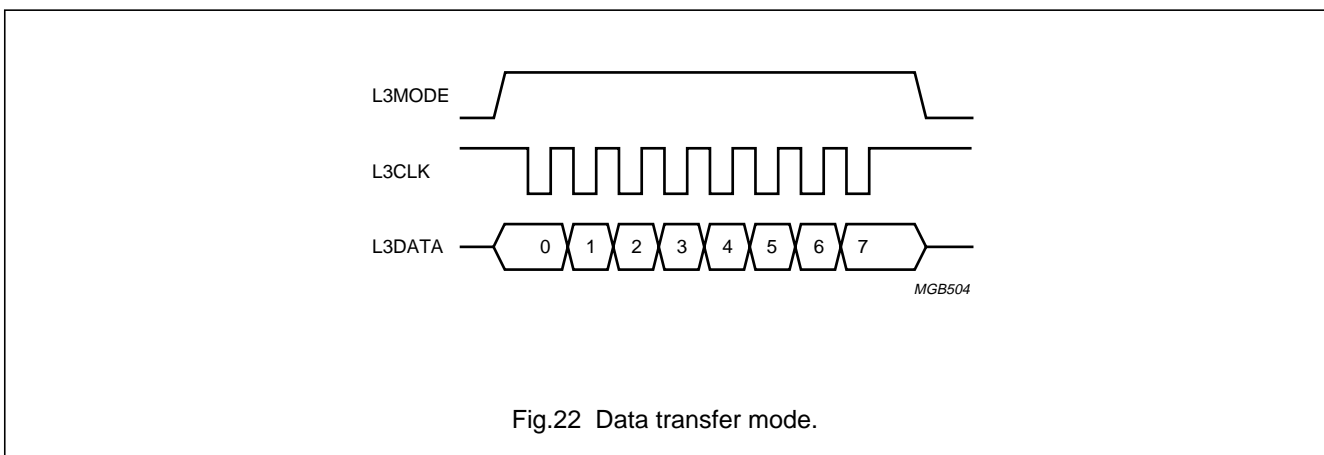 L3MODE
L3CLK
L3DATA 0 1 2 3 4 5 6 7
MGB504
Fig.22 Data transfer mode.